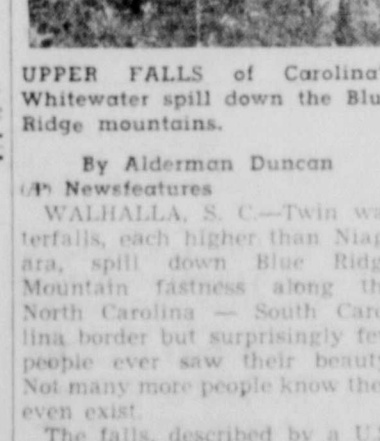 UPPER FALLS of Carolina'
Whitewater spill down the Blu
Ridge mountains.
By Alderman Duncan
(AP) Newsfeatures
WALHALLA, S. C.—Twin wa
terfalls, each higher than Niag
ara, spill down Blue Ridg
Mountain fastness along th
North Carolina — South Caro
lina border but surprisingly fe
people ever saw their beaut
Not many more people know the
even exist.
The falls, described by a U.